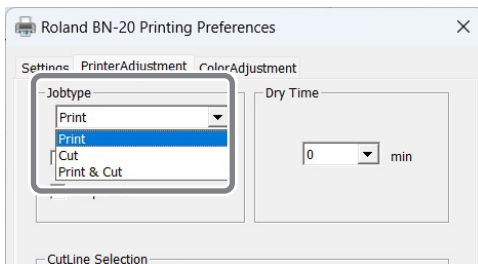 Roland BN-20 Printing Preferences
Settings PrinterAdjustment ColorAdjustment
Jobtype
Print
Print
Cut
Print & Cut
Dry Time
0 min
CutLine Selection